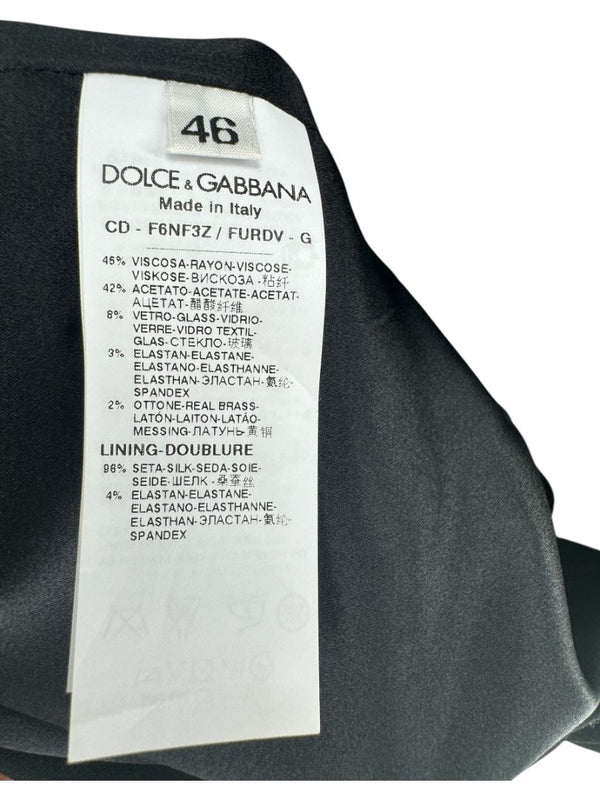 46
DOLCE & GABBANA
Made in Italy
CD - F6NF3Z / FURDV - G
45% VISCOSA-RAYON-VISCOSE-
VISKOSE-ВИСКОЗА -粘纤
42% ACETATO-ACETATE-ACETAT-
АЦЕТАТ-醋酸纤维
8% VETRO-GLASS-VIDRIO-
VERRE-VIDRO TEXTIL-
GLAS-СТЕКЛО-玻璃
3% ELASTAN-ELASTANE-
ELASTANO-ELASTHANNE-
ELASTHAN-ЭЛАСТАН-氨纶-
SPANDEX
2% OTTONE-REAL BRASS-
LATÓN-LAITON-LATÃO-
MESSING-ЛАТУНЬ-黄铜
LINING-DOUBLURE
96% SETA-SILK-SEDA-SOIE-
SEIDE-ШЕЛК -桑蚕丝
4% ELASTAN-ELASTANE-
ELASTANO-ELASTHANNE-
ELASTHAN-ЭЛАСТАН-氨纶-
SPANDEX